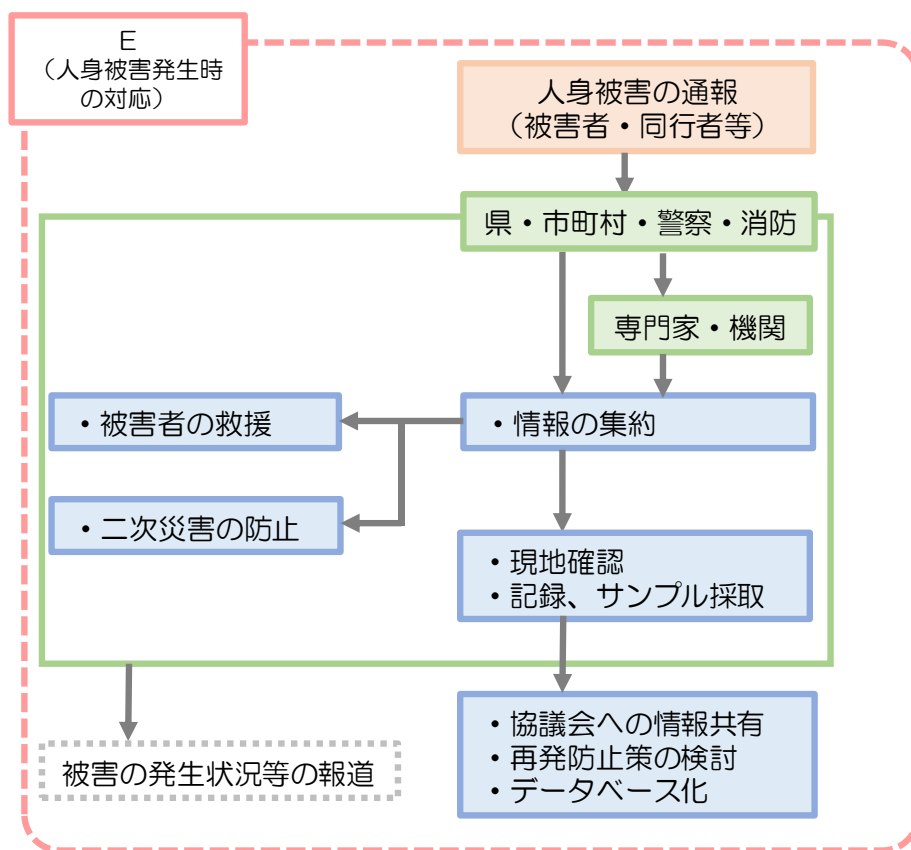 E
（人身被害発生時
の対応）
人身被害の通報
（被害者・同行者等）
県・市町村・警察・消防
専門家・機関
・被害者の救援
・情報の集約
・二次災害の防止
・現地確認
・記録、サンプル採取
・協議会への情報共有
・再発防止策の検討
・データベース化
被害の発生状況等の報道